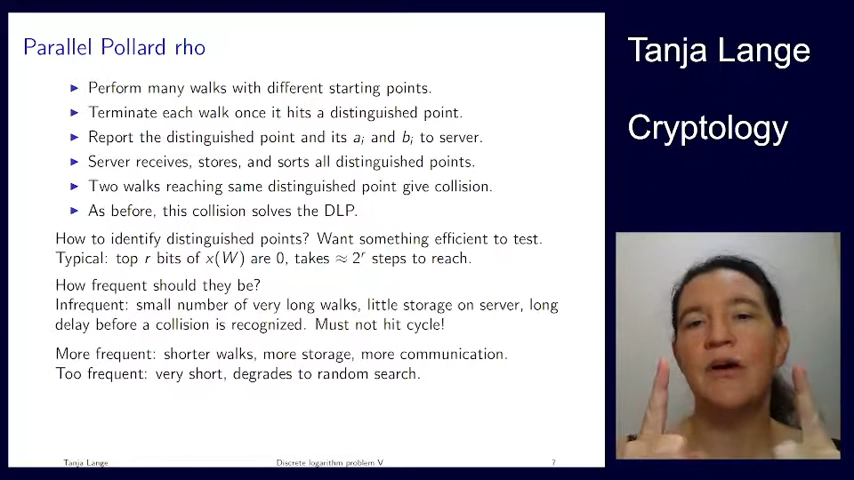 Parallel Pollard rho
▶ Perform many walks with different starting points.
▶ Terminate each walk once it hits a distinguished point.
▶ Report the distinguished point and its aᵢ and bᵢ to server.
▶ Server receives, stores, and sorts all distinguished points.
▶ Two walks reaching same distinguished point give collision.
▶ As before, this collision solves the DLP.
How to identify distinguished points? Want something efficient to test.
Typical: top r bits of x(W) are 0, takes ≈ 2ʳ steps to reach.
How frequent should they be?
Infrequent: small number of very long walks, little storage on server, long
delay before a collision is recognized. Must not hit cycle!
More frequent: shorter walks, more storage, more communication.
Too frequent: very short, degrades to random search.
Tanja Lange
Discrete logarithm problem V
7
Tanja Lange
Cryptology